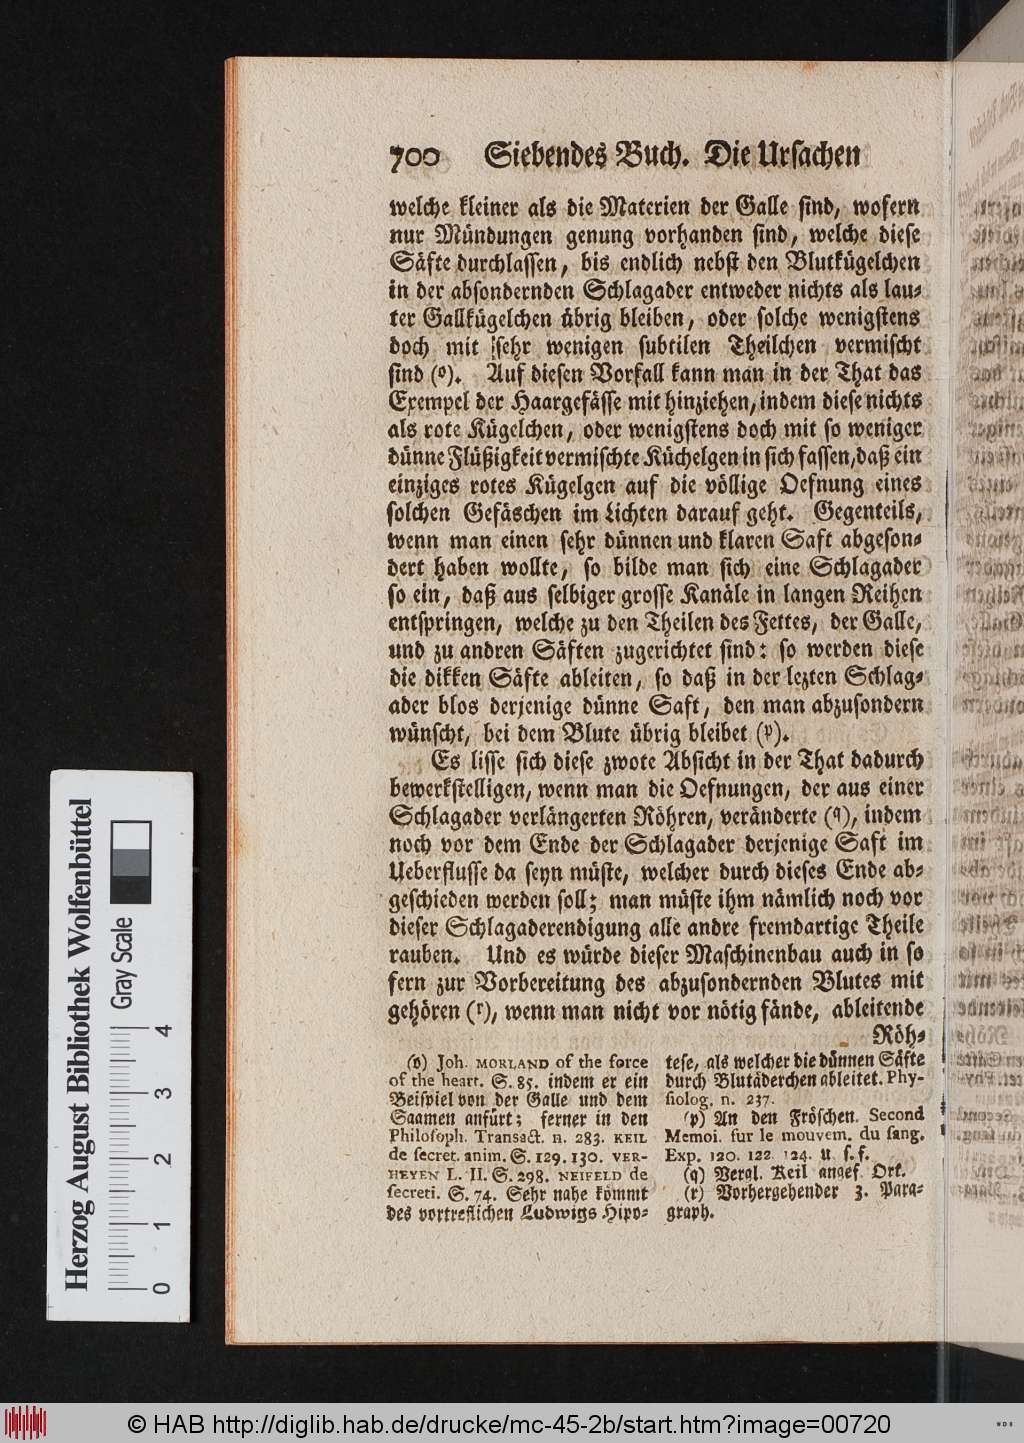 700 Siebendes Buch. Die Ursachen
welche kleiner als die Materien der Galle sind, wofern
nur Mündungen genung vorhanden sind, welche diese
Säfte durchlassen, bis endlich nebst den Blutkügelchen
in der absondernden Schlagader entweder nichts als lau-
ter Gallkügelchen übrig bleiben, oder solche wenigstens
doch mit sehr wenigen subtilen Theilchen vermischt
sind (o). Auf diesen Vorfall kann man in der That das
Exempel der Haargefässe mit hinziehen, indem diese nichts
als rote Kügelchen, oder wenigstens doch mit so weniger
dünne Flüßigkeit vermischte Küchelgen in sich fassen, daß ein
einziges rotes Kügelgen auf die völlige Oefnung eines
solchen Gefäschen im Lichten darauf geht. Gegenteils,
wenn man einen sehr dünnen und klaren Saft abgeson-
dert haben wollte, so bilde man sich eine Schlagader
so ein, daß aus selbiger grosse Kanäle in langen Reihen
entspringen, welche zu den Theilen des Fettes, der Galle,
und zu andren Säften zugerichtet sind: so werden diese
die dikken Säfte ableiten, so daß in der lezten Schlag-
ader blos derjenige dünne Saft, den man abzusondern
wünscht, bei dem Blute übrig bleibet (p).
Es lisse sich diese zwote Absicht in der That dadurch
bewerkstelligen, wenn man die Oefnungen, der aus einer
Schlagader verlängerten Röhren, veränderte (q), indem
noch vor dem Ende der Schlagader derjenige Saft im
Ueberflusse da seyn müste, welcher durch dieses Ende ab-
geschieden werden soll; man müste ihm nämlich noch vor
dieser Schlagaderendigung alle andre fremdartige Theile
rauben. Und es würde dieser Maschinenbau auch in so
fern zur Vorbereitung des abzusondernden Blutes mit
gehören (r), wenn man nicht vor nötig fände, ableitende
Röh-
(o) Joh. MORLAND of the force
of the heart. S. 85. indem er ein
Beispiel von der Galle und dem
Saamen anfürt; ferner in den
Philosoph. Transact. n. 283. KEIL
de secret. anim. S. 129. 130. VER-
HEYEN L. II. S. 298. NEIFELD de
secreti. S. 74. Sehr nahe kömmt
des vortreflichen Ludwigs Hipo-
tese, als welcher die dünnen Säfte
durch Blutäderchen ableitet. Phy-
siolog. n. 237.
(p) An den Fröschen. Second
Memoi. sur le mouvem. du sang.
Exp. 120. 122. 124. u. s. f.
(q) Vergl. Keil angef. Ort.
(r) Vorhergehender 3. Para-
graph.
Herzog August Bibliothek Wolfenbüttel
Gray Scale
0 1 2 3 4
© HAB http://diglib.hab.de/drucke/mc-45-2b/start.htm?image=00720